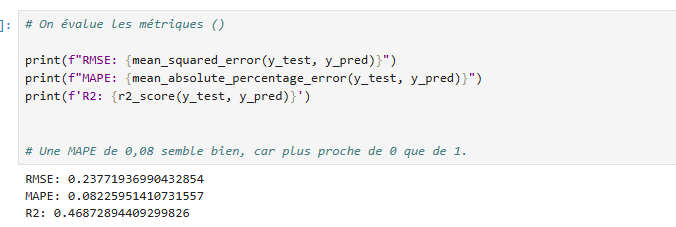 ]:
# On évalue les métriques ()
print(f"RMSE: {mean_squared_error(y_test, y_pred)}")
print(f"MAPE: {mean_absolute_percentage_error(y_test, y_pred)}")
print(f'R2: {r2_score(y_test, y_pred)}')
# Une MAPE de 0,08 semble bien, car plus proche de 0 que de 1.
RMSE: 0.23771936990432854
MAPE: 0.08225951410731557
R2: 0.46872894409299826